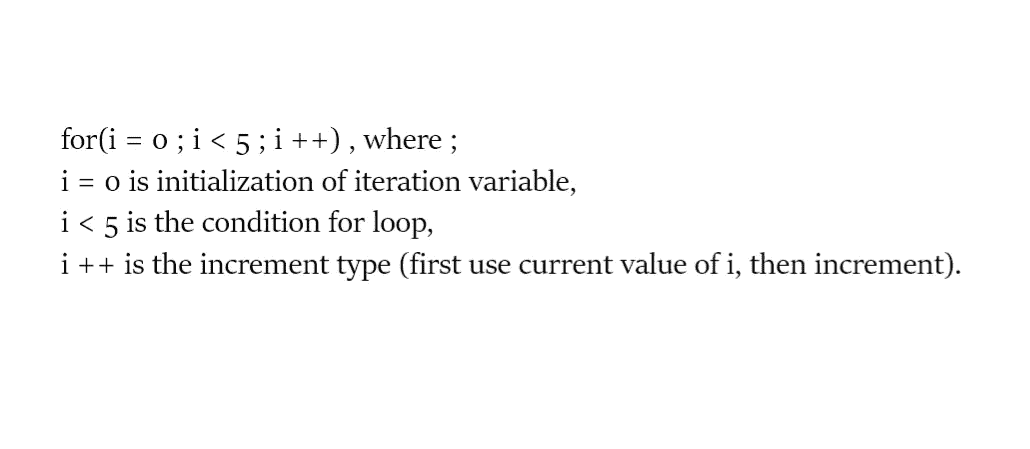 for(i = 0 ; i < 5 ; i ++) , where ;
i = 0 is initialization of iteration variable,
i < 5 is the condition for loop,
i ++ is the increment type (first use current value of i, then increment).